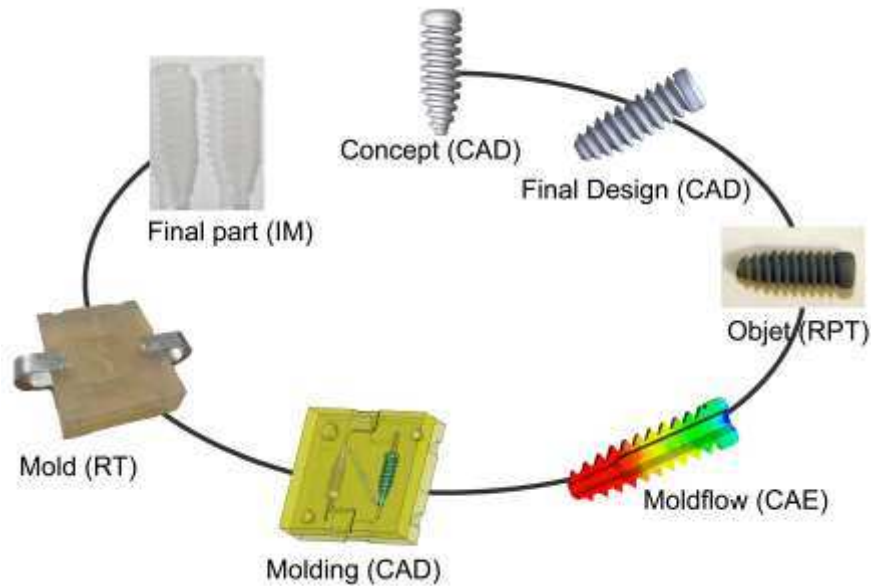 Concept (CAD)
Final Design (CAD)
Objet (RPT)
Moldflow (CAE)
Molding (CAD)
Mold (RT)
Final part (IM)